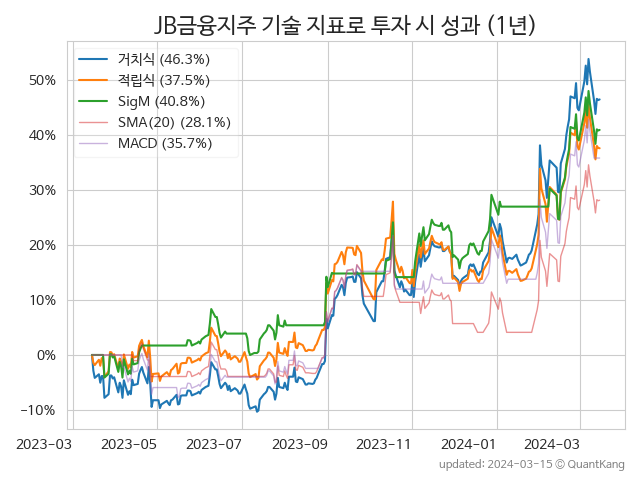 JB금융지주 기술 지표로 투자 시 성과 (1년)
거치식 (46.3%)
적립식 (37.5%)
SigM (40.8%)
SMA(20) (28.1%)
MACD (35.7%)
50%
40%
30%
20%
10%
0%
−10%
2023-03 2023-05 2023-07 2023-09 2023-11 2024-01 2024-03
updated: 2024-03-15 © QuantKang